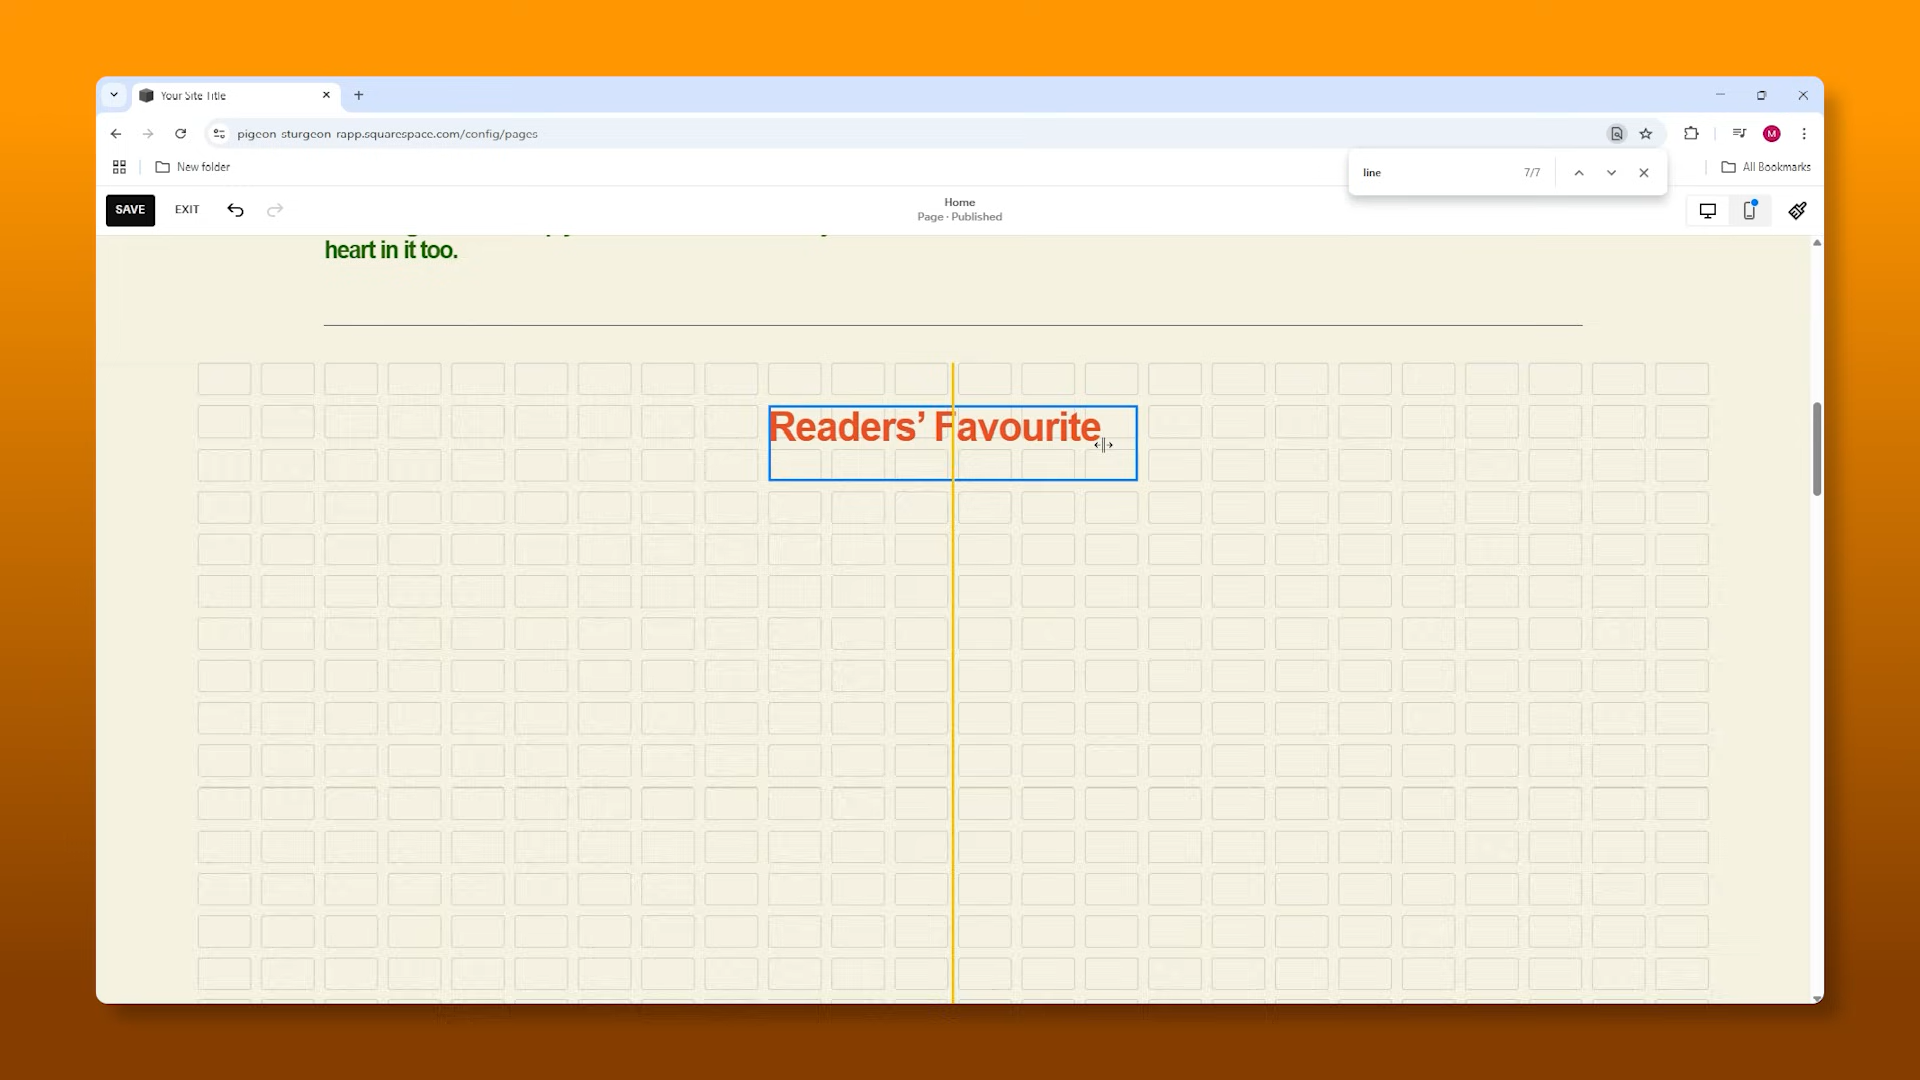 Your Site Title
pigeon-sturgeon-rapp.squarespace.com/config/pages
M
New folder
All Bookmarks
line
7/7
SAVE
EXIT
Home
Page · Published
heart in it too.
Readers’ Favourite